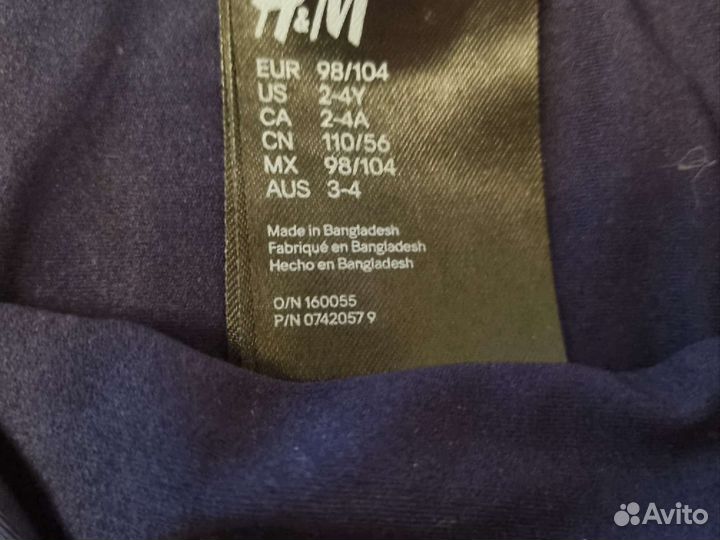 H&M
EUR 98/104
US 2-4Y
CA 2-4A
CN 110/56
MX 98/104
AUS 3-4
Made in Bangladesh
Fabriqué en Bangladesh
Hecho en Bangladesh
O/N 160055
P/N 0742057 9
Avito